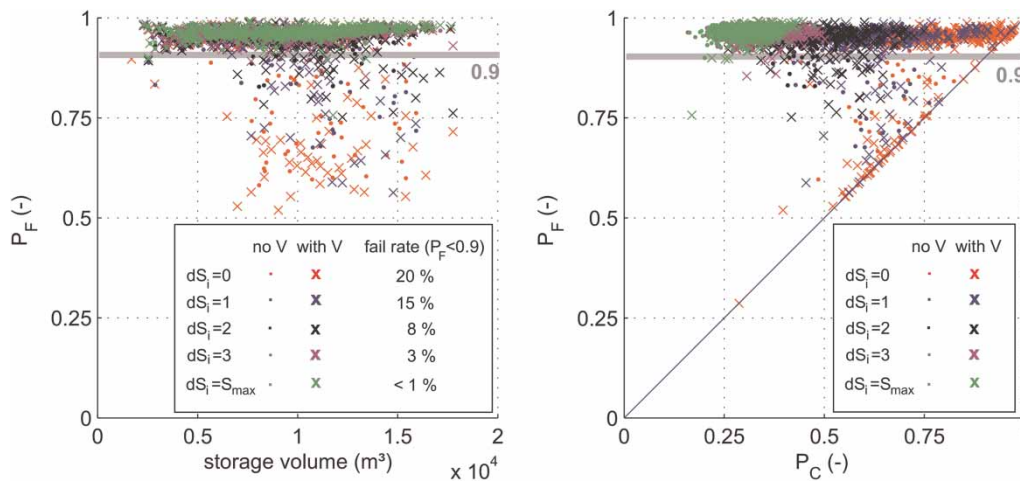 1
0.75
0.5
0.25
0
P_F (-)
0.9
no V with V fail rate (P_F<0.9)
dS_i=0 x 20 %
dS_i=1 x 15 %
dS_i=2 x 8 %
dS_i=3 x 3 %
dS_i=S_max x < 1 %
0 0.5 1 1.5 2
storage volume (m³) x 10^4
1
0.75
0.5
0.25
0
P_F (-)
0.9
no V with V
dS_i=0 x
dS_i=1 x
dS_i=2 x
dS_i=3 x
dS_i=S_max x
0 0.25 0.5 0.75
P_C (-)